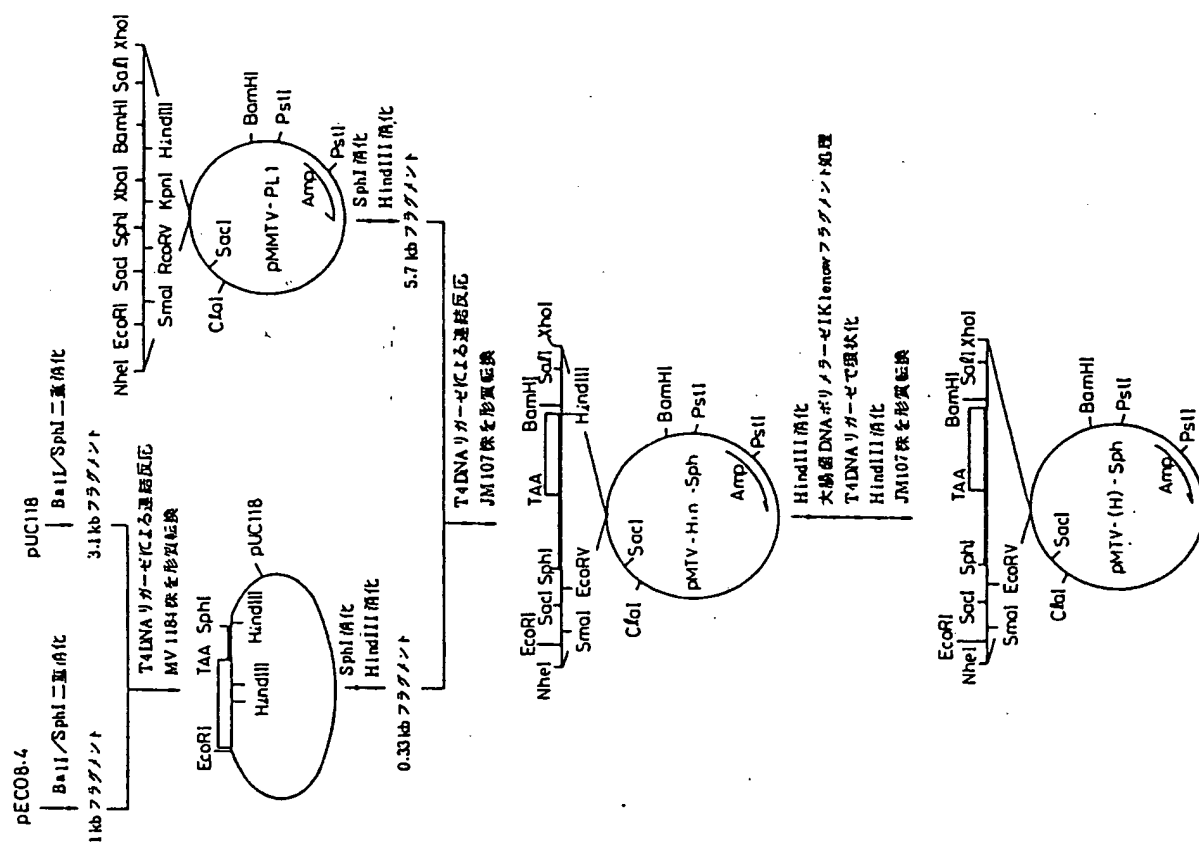 pECO8-4
BalI/SphI二重消化
1kbフラグメント
pUC118
BalI/SphI二重消化
3.1kbフラグメント
T4DNAリガーゼによる連結反応
MV1184株を形質転換
EcoRI TAA SphI
HindIII HindIII
pUC118
SphI消化
HindIII消化
0.33kbフラグメント
NheI EcoRI SacI SphI XbaI BamHI SalI XhoI
SmaI RcoRV KpnI HindIII
ClaI SacI
BamHI
PstI
pMMTV-PL1
Amp
PstI
SphI消化
HindIII消化
5.7kbフラグメント
T4DNAリガーゼによる連結反応
JM107株を形質転換
NheI EcoRI SacI SphI TAA BamHI SalI XhoI
SmaI EcoRV HindIII
ClaI SacI
BamHI
PstI
pMTV-Hin-Sph
Amp
PstI
HindIII消化
大腸菌DNAポリメラーゼIKlenowフラグメント処理
T4DNAリガーゼで環状化
HindIII消化
JM107株を形質転換
NheI EcoRI SacI SphI TAA BamHI SalI XhoI
SmaI EcoRV
ClaI SacI
BamHI
PstI
pMTV-(H)-Sph
Amp
PstI